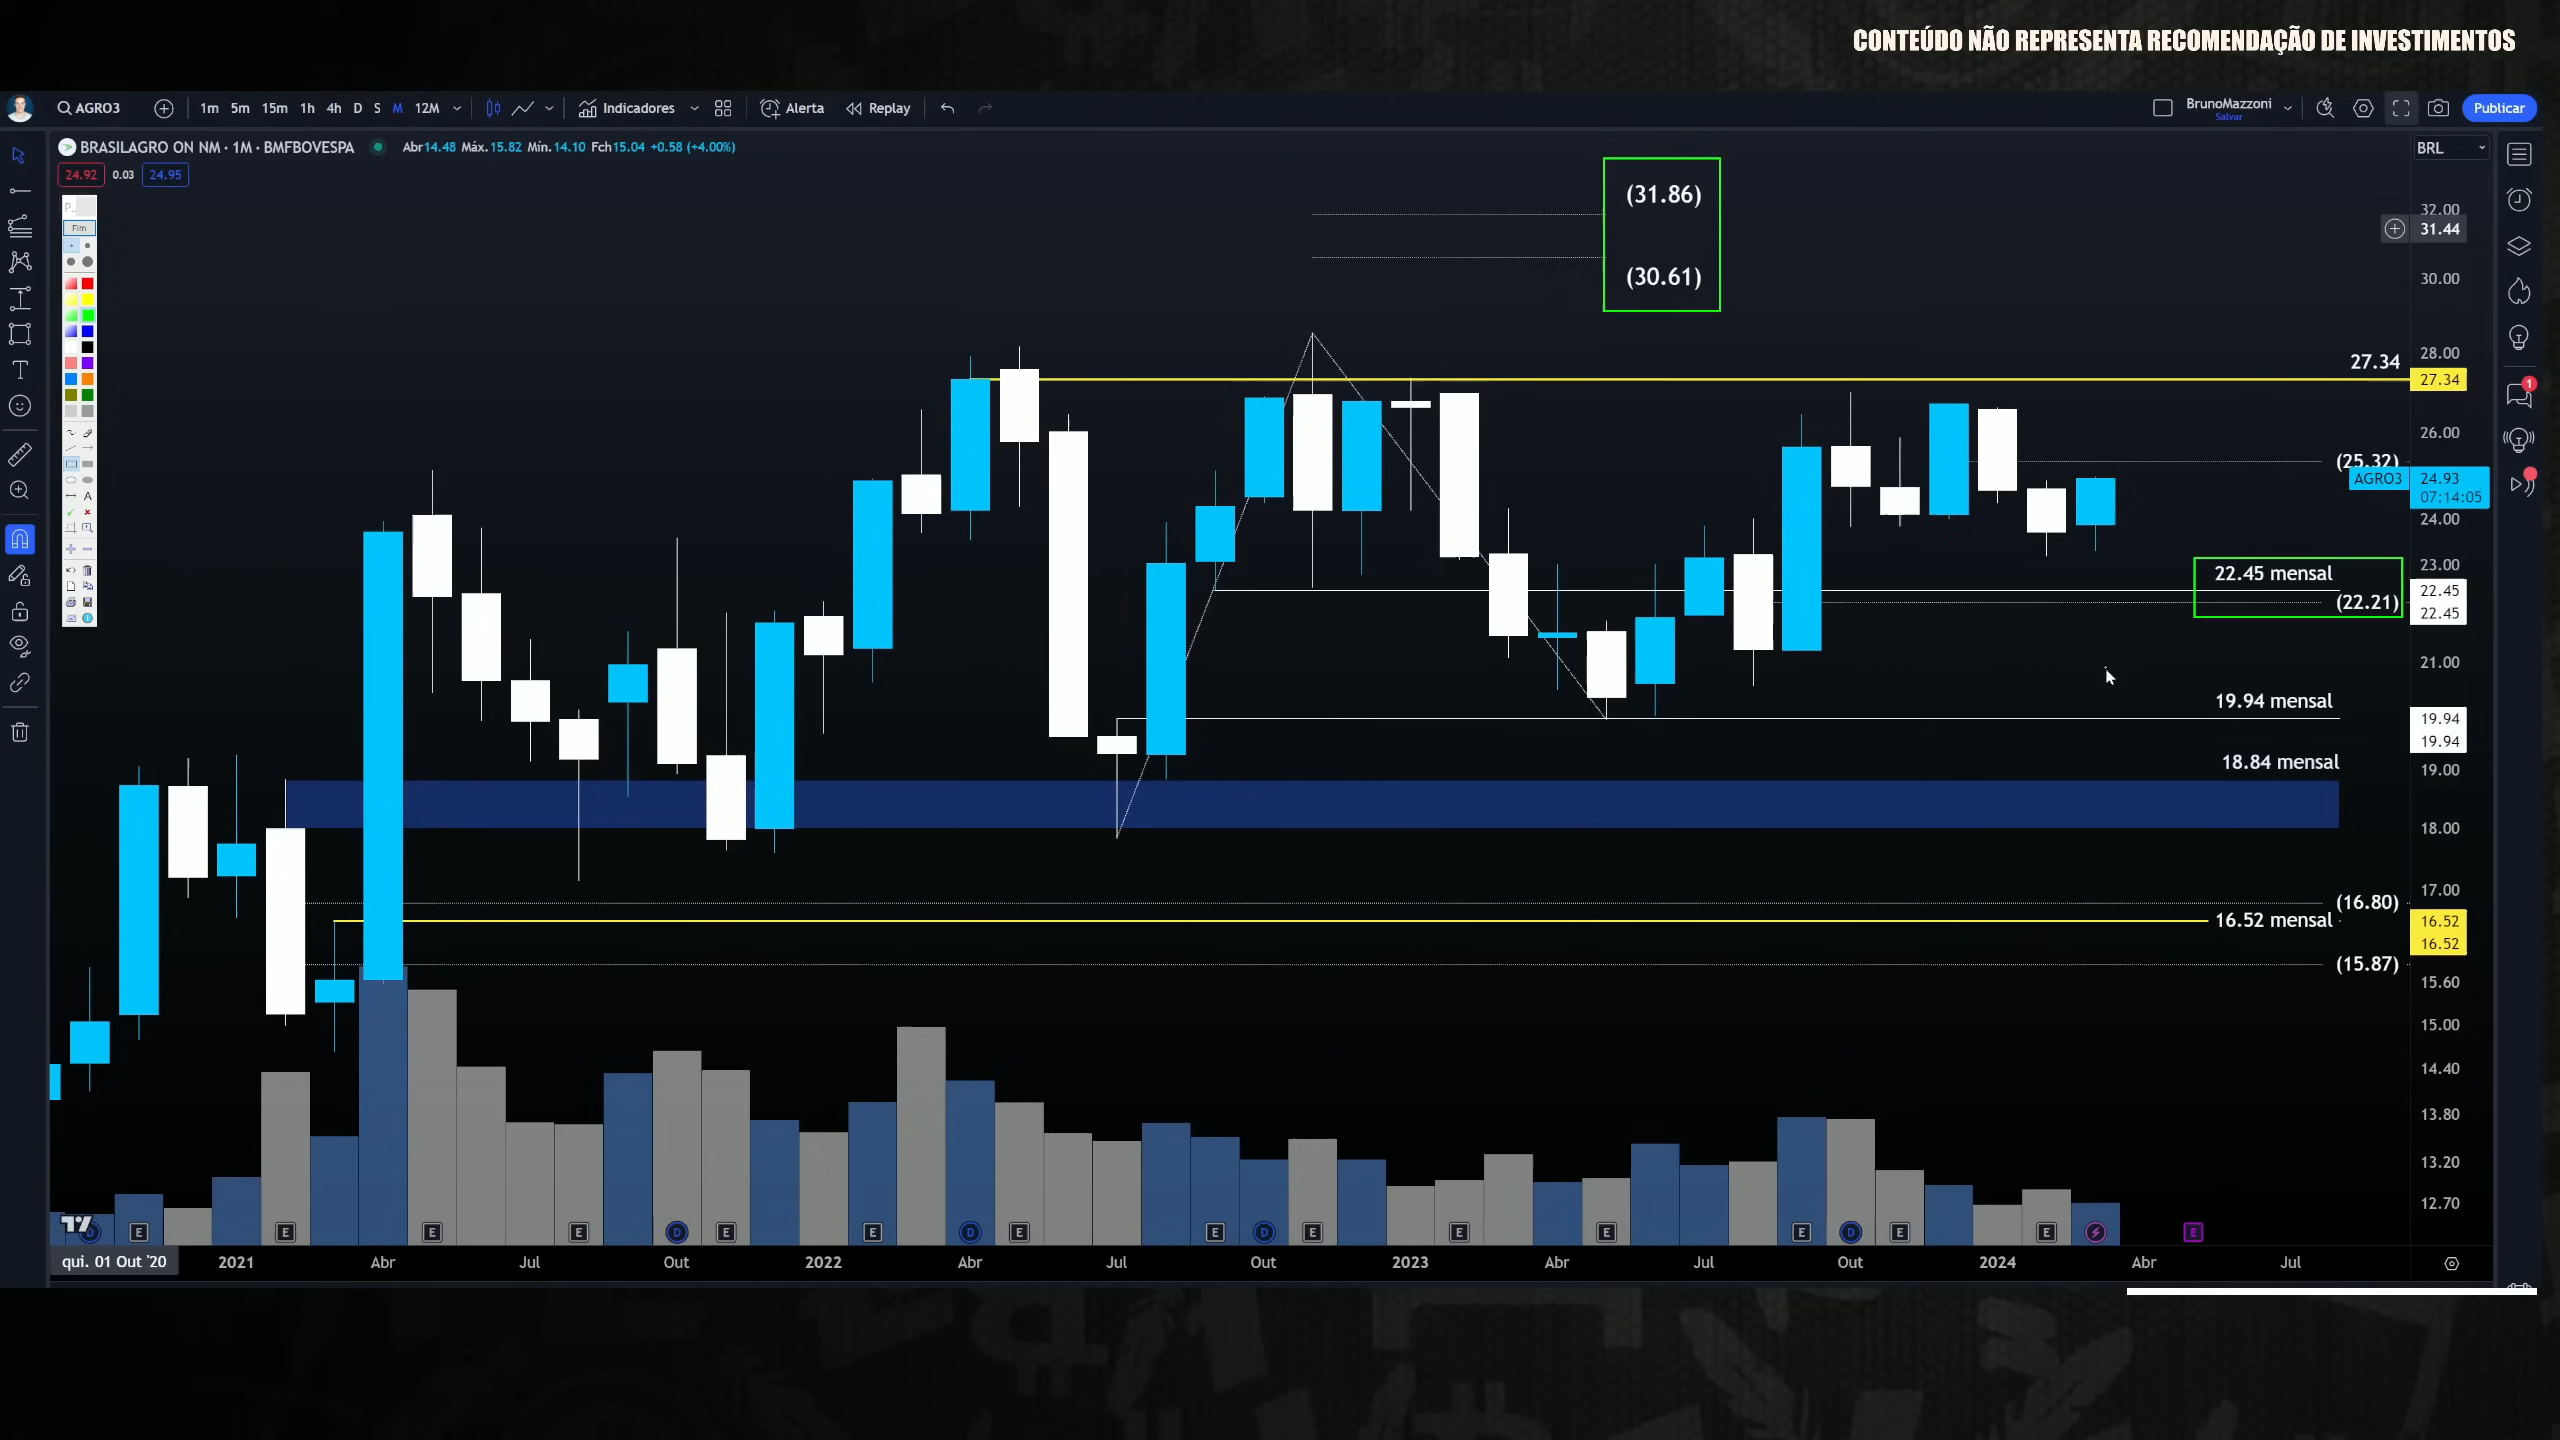 CONTEÚDO NÃO REPRESENTA RECOMENDAÇÃO DE INVESTIMENTOS
AGRO3 1m 5m 15m 1h 4h D S M 12M Indicadores Alerta Replay BrunoMazzoni Publicar
Salvar
BRASILAGRO ON NM · 1M · BMFBOVESPA Abr14.48 Máx.15.82 Mín.14.10 Fch15.04 +0.58 (+4.00%) BRL
24.92 0.03 24.95
P..
Fim
(31.86)
32.00
31.44
(30.61)
30.00
27.34
28.00
27.34
26.00
(25.32)
AGRO3 24.93
07:14:05
24.00
23.00
22.45 mensal
22.45
(22.21)
22.45
21.00
19.94 mensal
19.94
19.94
18.84 mensal
19.00
18.00
17.00
(16.80)
16.52 mensal 16.52
16.52
(15.87)
15.60
15.00
14.40
13.80
13.20
12.70
D E E E E D E E D E E D E E E E D E E E
qui. 01 Out '20 2021 Abr Jul Out 2022 Abr Jul Out 2023 Abr Jul Out 2024 Abr Jul